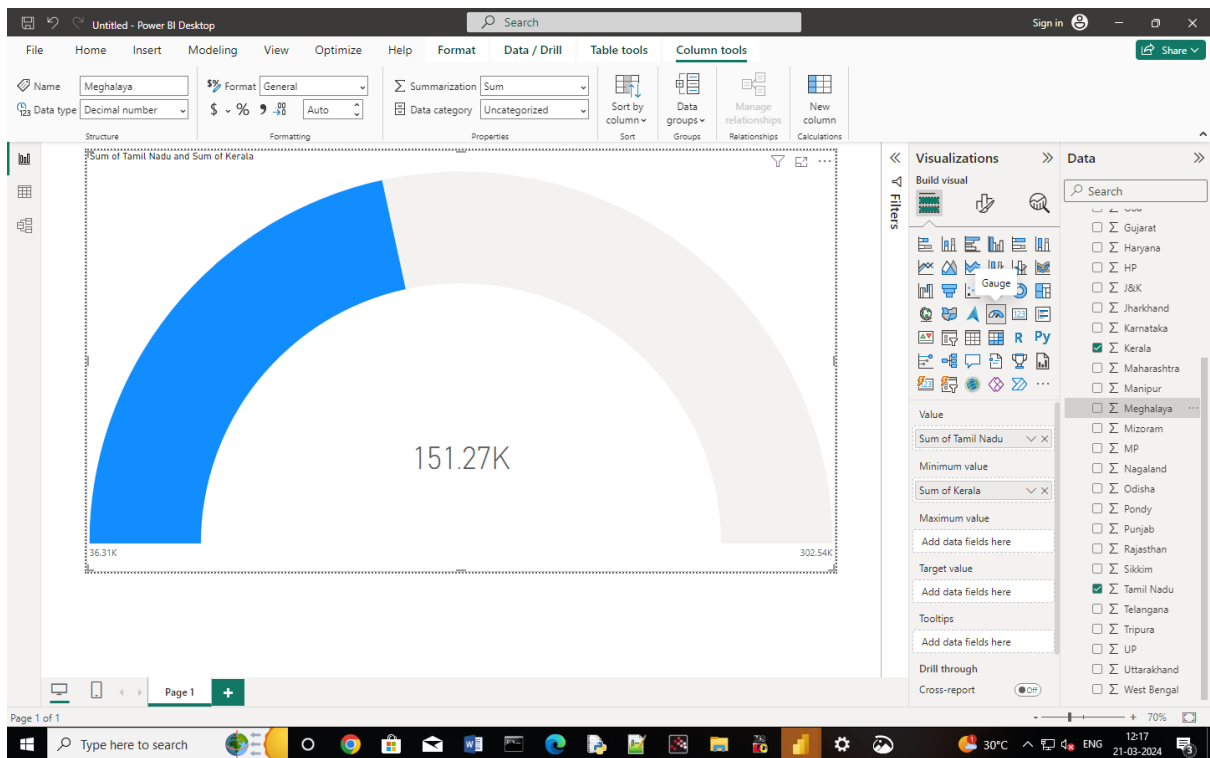 Untitled - Power BI Desktop
Search
Sign in
File Home Insert Modeling View Optimize Help Format Data / Drill Table tools Column tools
Share
Name Meghalaya
$% Format General
Summarization Sum
Data type Decimal number
$ % 9 Auto
Data category Uncategorized
Sort by column
Data groups
Manage relationships
New column
Structure Formatting Properties Sort Groups Relationships Calculations
Sum of Tamil Nadu and Sum of Kerala
151.27K
36.31K
302.54K
Filters
Visualizations
Build visual
Gauge
123
R Py
Value
Sum of Tamil Nadu
Minimum value
Sum of Kerala
Maximum value
Add data fields here
Target value
Add data fields here
Tooltips
Add data fields here
Drill through
Cross-report Off
Data
Search
Gujarat
Haryana
HP
J&K
Jharkhand
Karnataka
Kerala
Maharashtra
Manipur
Meghalaya
Mizoram
MP
Nagaland
Odisha
Pondy
Punjab
Rajasthan
Sikkim
Tamil Nadu
Telangana
Tripura
UP
Uttarakhand
West Bengal
Page 1
Page 1 of 1
70%
Type here to search
30°C
ENG
12:17
21-03-2024
3